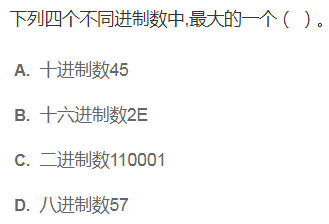 下列四个不同进制数中,最大的一个（ ）。
A. 十进制数45
B. 十六进制数2E
C. 二进制数110001
D. 八进制数57